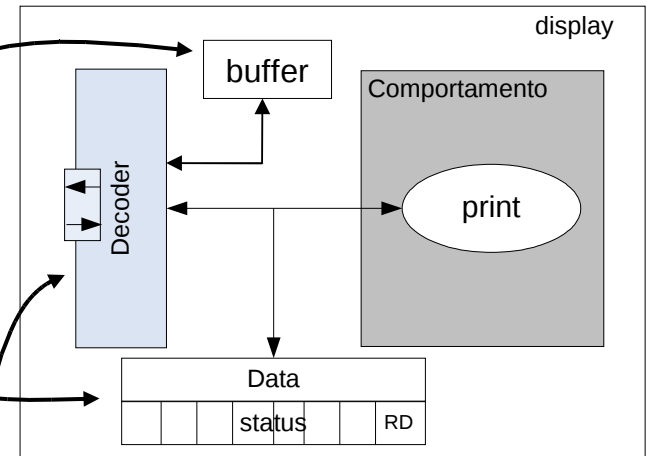 display
buffer
Comportamento
Decoder
print
Data
status
RD